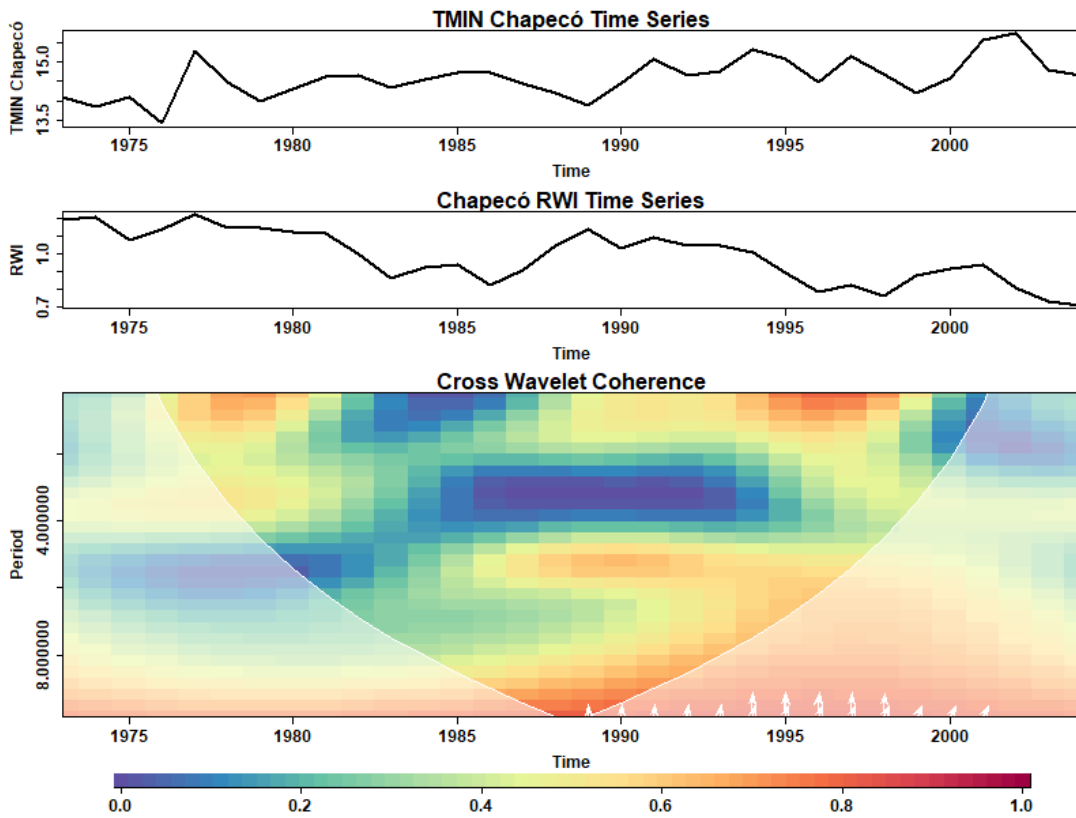 TMIN Chapecó Time Series
TMIN Chapecó
15.0
13.5
1975 1980 1985 1990 1995 2000
Time
Chapecó RWI Time Series
RWI
1.0
0.7
1975 1980 1985 1990 1995 2000
Time
Cross Wavelet Coherence
Period
4.000000
8.000000
1975 1980 1985 1990 1995 2000
Time
0.0 0.2 0.4 0.6 0.8 1.0